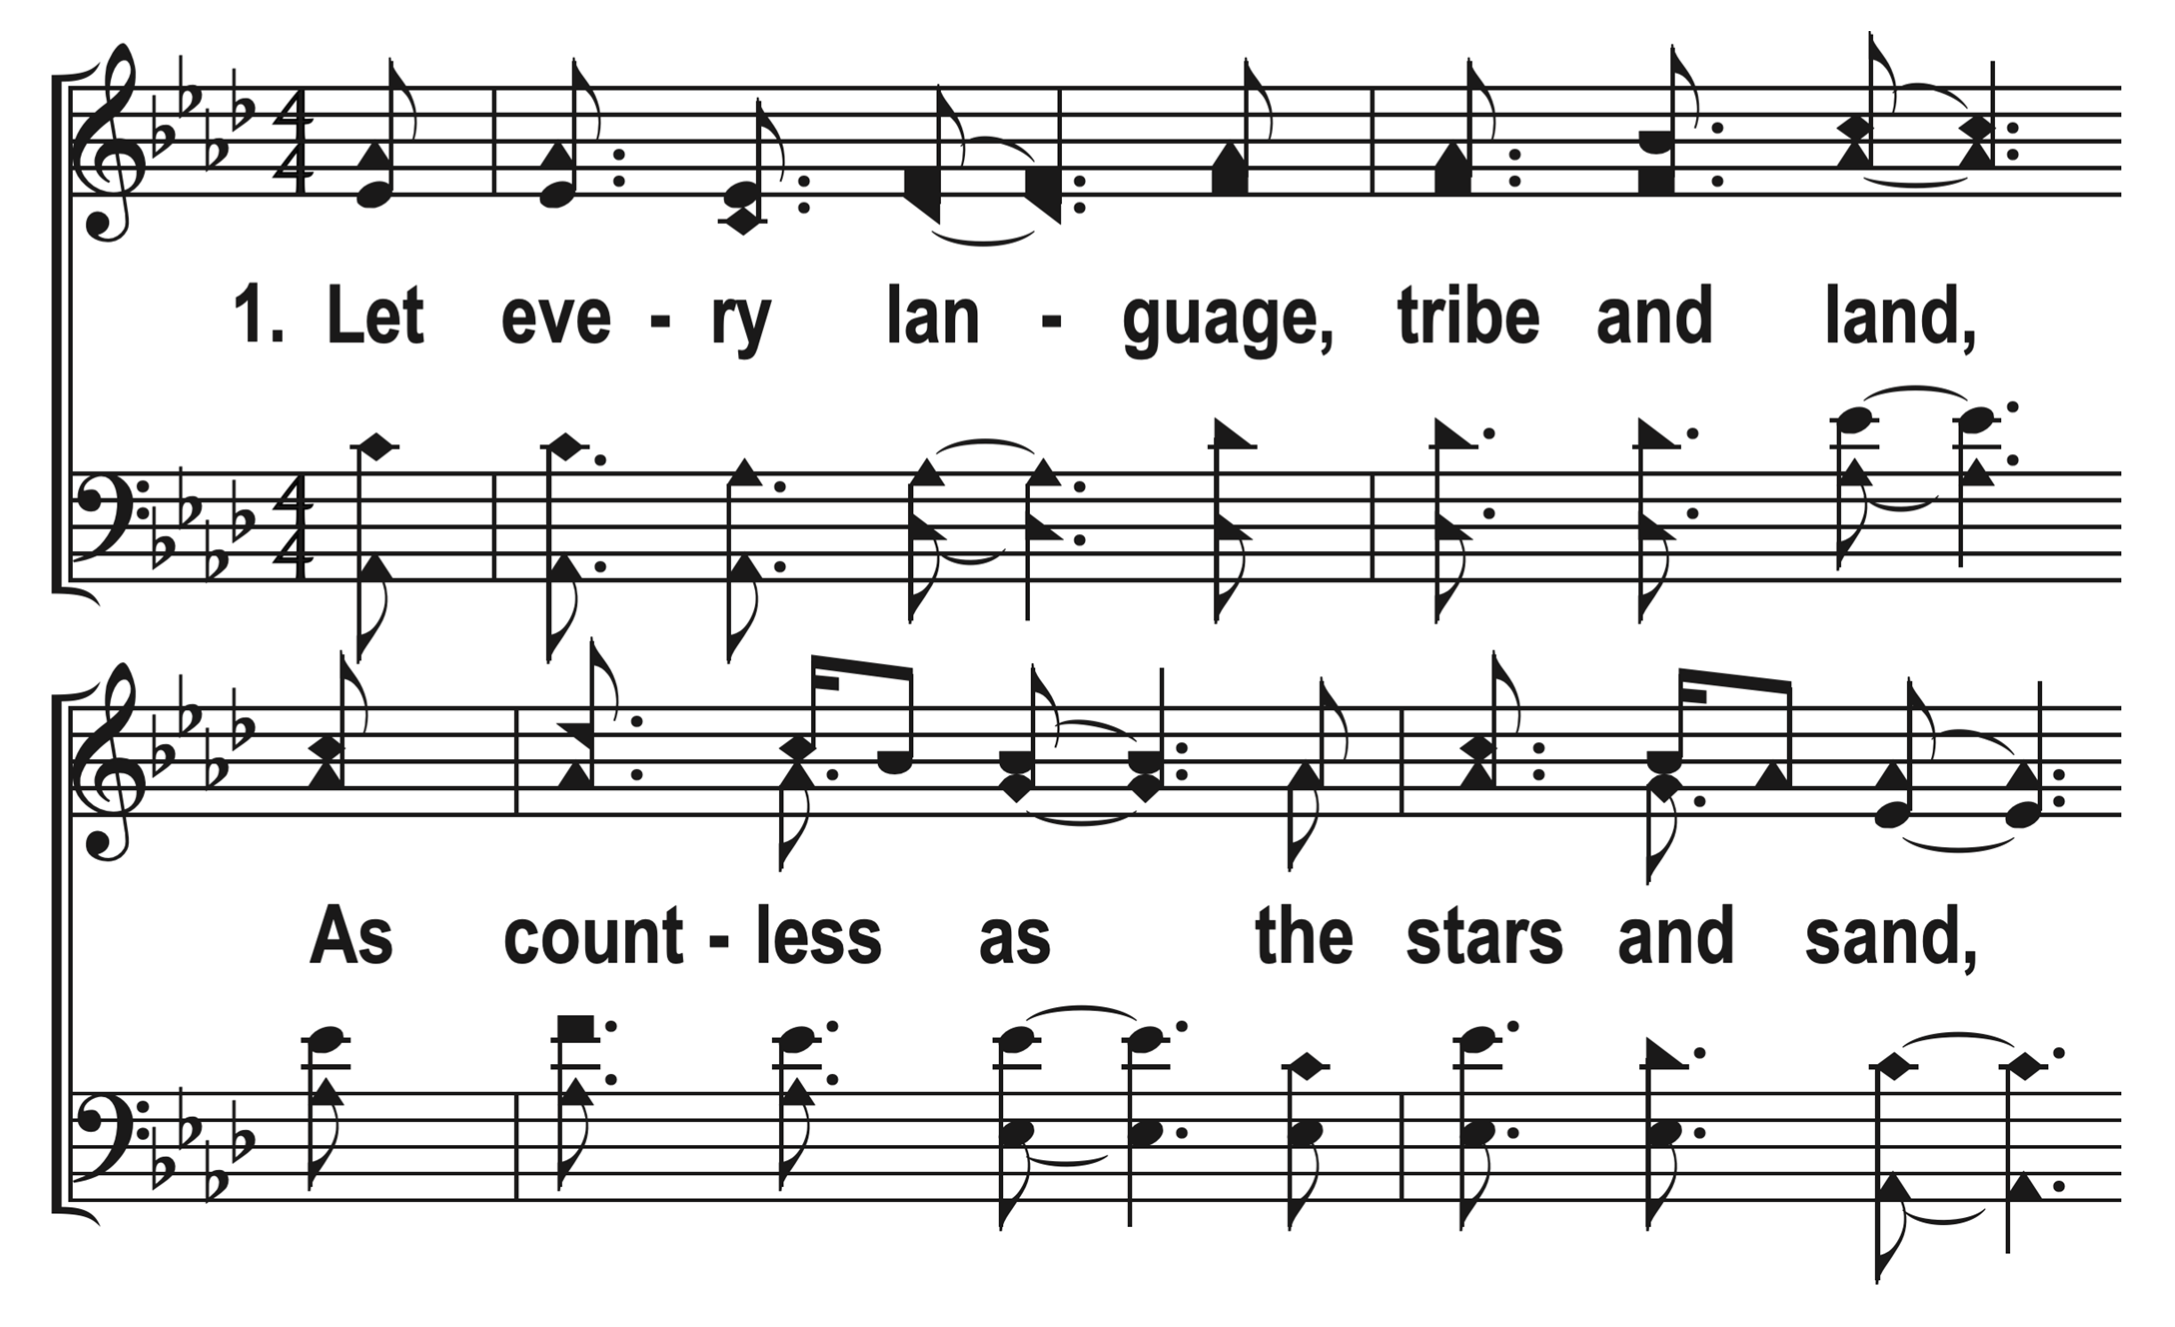 1. Let eve - ry lan - guage, tribe and land,
As count - less as the stars and sand,